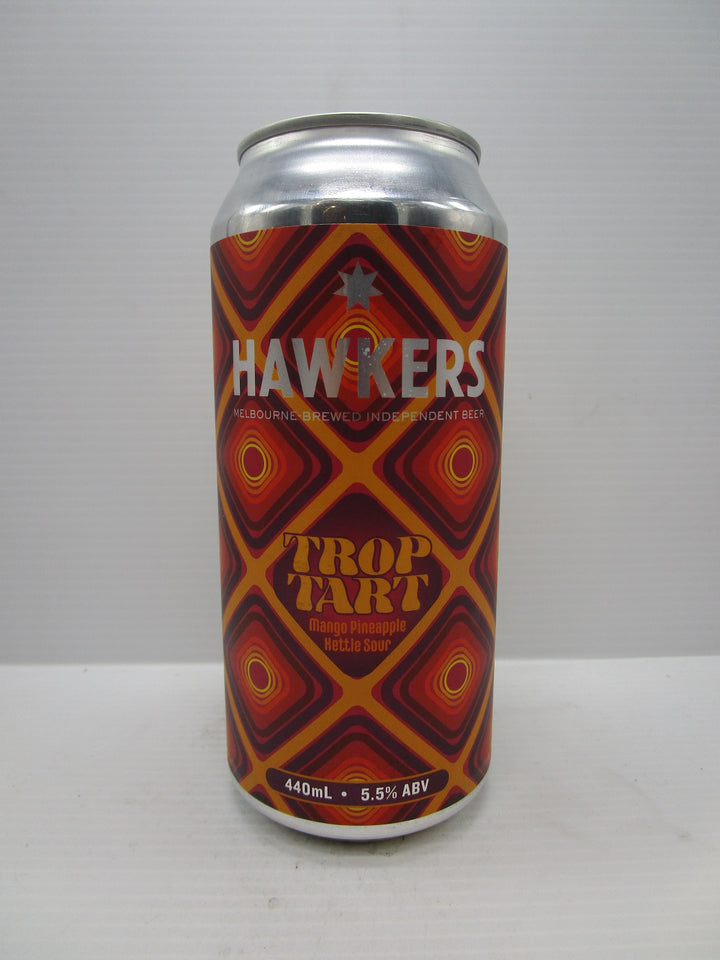 HAWKERS
MELBOURNE-BREWED INDEPENDENT BEER
TROP
TART
Mango Pineapple
Kettle Sour
440mL • 5.5% ABV